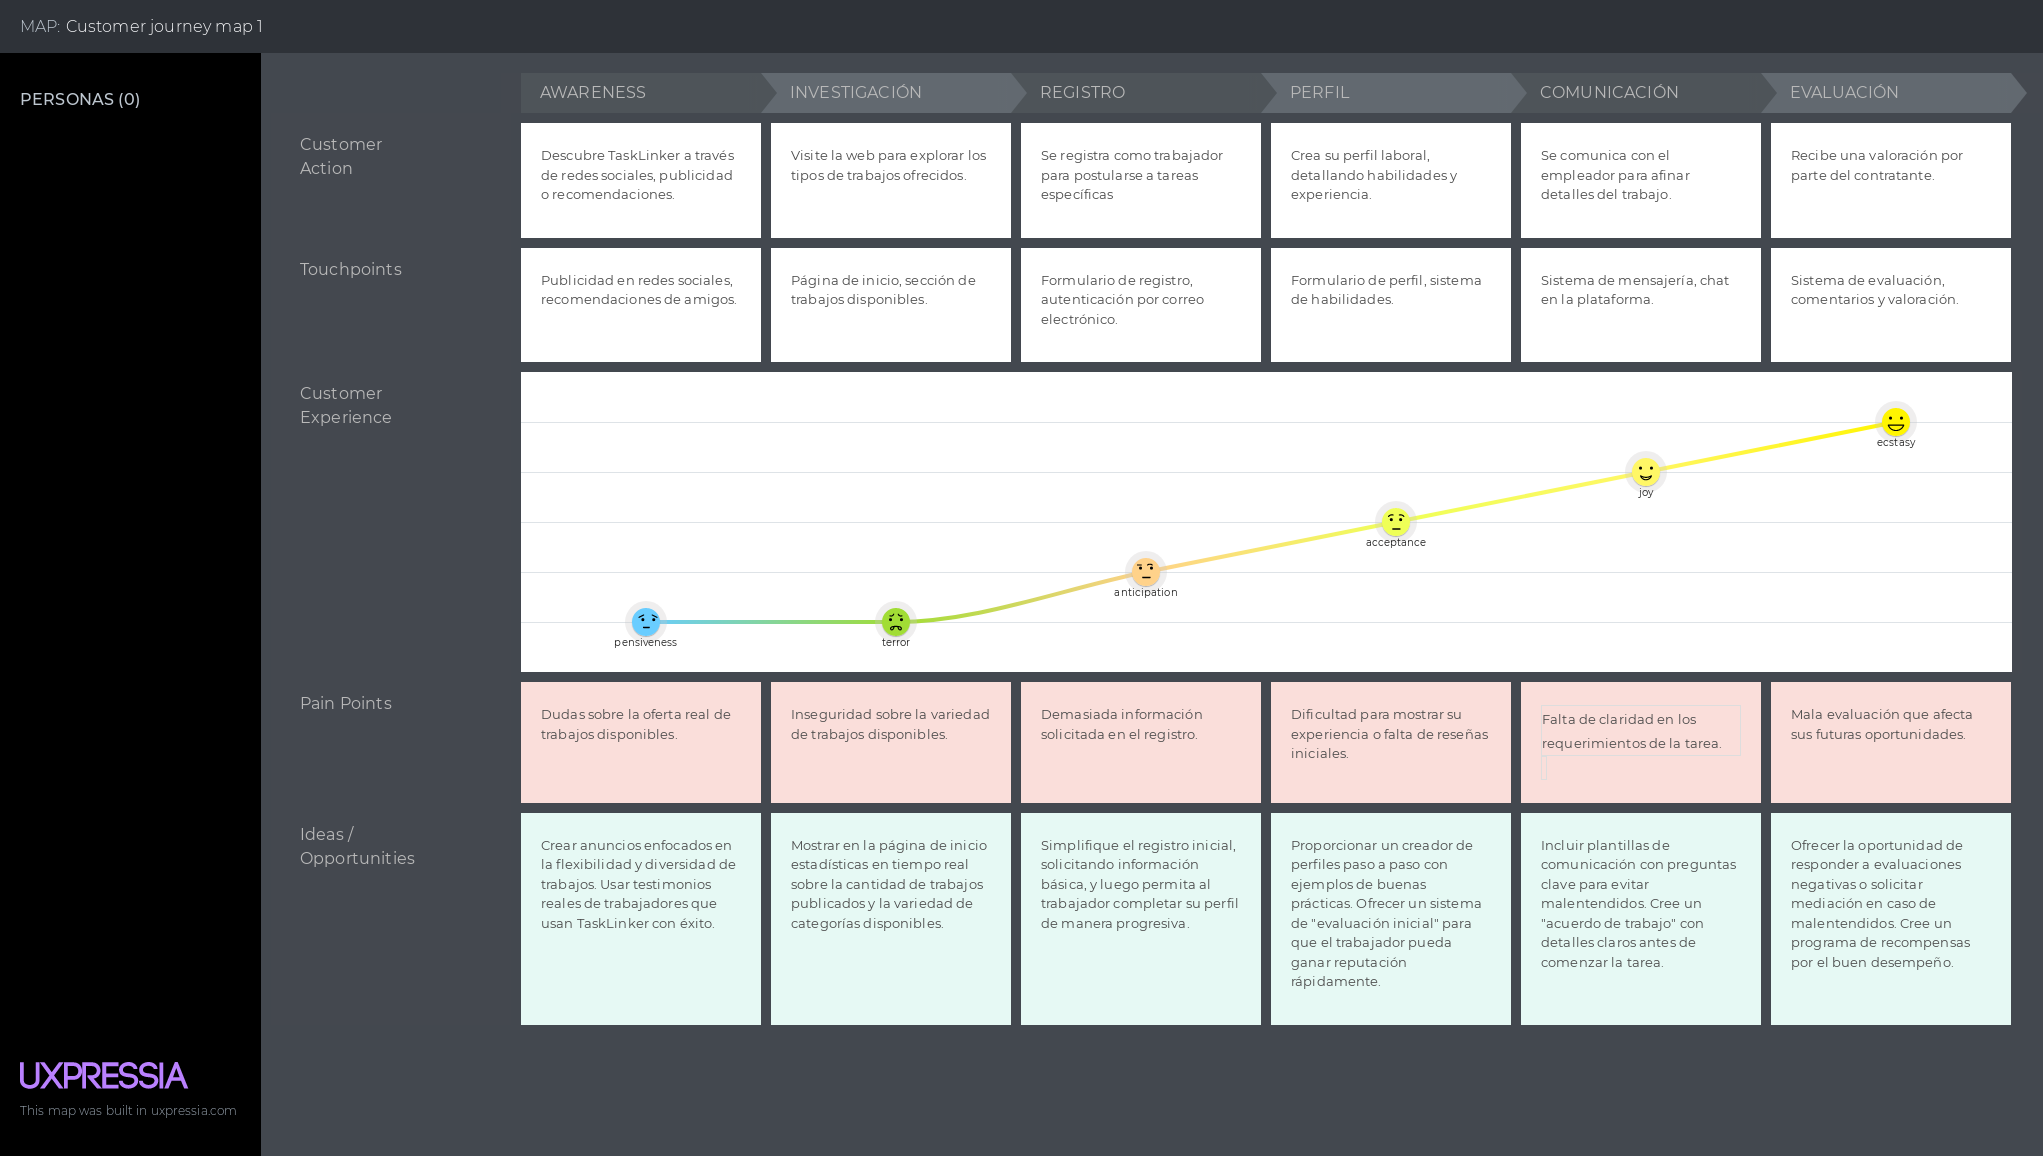 MAP: Customer journey map 1
PERSONAS (0)
AWARENESS
INVESTIGACIÓN
REGISTRO
PERFIL
COMUNICACIÓN
EVALUACIÓN
Customer
Action
Descubre TaskLinker a través
de redes sociales, publicidad
o recomendaciones.
Visite la web para explorar los
tipos de trabajos ofrecidos.
Se registra como trabajador
para postularse a tareas
específicas
Crea su perfil laboral,
detallando habilidades y
experiencia.
Se comunica con el
empleador para afinar
detalles del trabajo.
Recibe una valoración por
parte del contratante.
Touchpoints
Publicidad en redes sociales,
recomendaciones de amigos.
Página de inicio, sección de
trabajos disponibles.
Formulario de registro,
autenticación por correo
electrónico.
Formulario de perfil, sistema
de habilidades.
Sistema de mensajería, chat
en la plataforma.
Sistema de evaluación,
comentarios y valoración.
Customer
Experience
pensiveness
terror
anticipation
acceptance
joy
ecstasy
Pain Points
Dudas sobre la oferta real de
trabajos disponibles.
Inseguridad sobre la variedad
de trabajos disponibles.
Demasiada información
solicitada en el registro.
Dificultad para mostrar su
experiencia o falta de reseñas
iniciales.
Falta de claridad en los
requerimientos de la tarea.
Mala evaluación que afecta
sus futuras oportunidades.
Ideas /
Opportunities
Crear anuncios enfocados en
la flexibilidad y diversidad de
trabajos. Usar testimonios
reales de trabajadores que
usan TaskLinker con éxito.
Mostrar en la página de inicio
estadísticas en tiempo real
sobre la cantidad de trabajos
publicados y la variedad de
categorías disponibles.
Simplifique el registro inicial,
solicitando información
básica, y luego permita al
trabajador completar su perfil
de manera progresiva.
Proporcionar un creador de
perfiles paso a paso con
ejemplos de buenas
prácticas. Ofrecer un sistema
de "evaluación inicial" para
que el trabajador pueda
ganar reputación
rápidamente.
Incluir plantillas de
comunicación con preguntas
clave para evitar
malentendidos. Cree un
"acuerdo de trabajo" con
detalles claros antes de
comenzar la tarea.
Ofrecer la oportunidad de
responder a evaluaciones
negativas o solicitar
mediación en caso de
malentendidos. Cree un
programa de recompensas
por el buen desempeño.
UXPRESSIA
This map was built in uxpressia.com